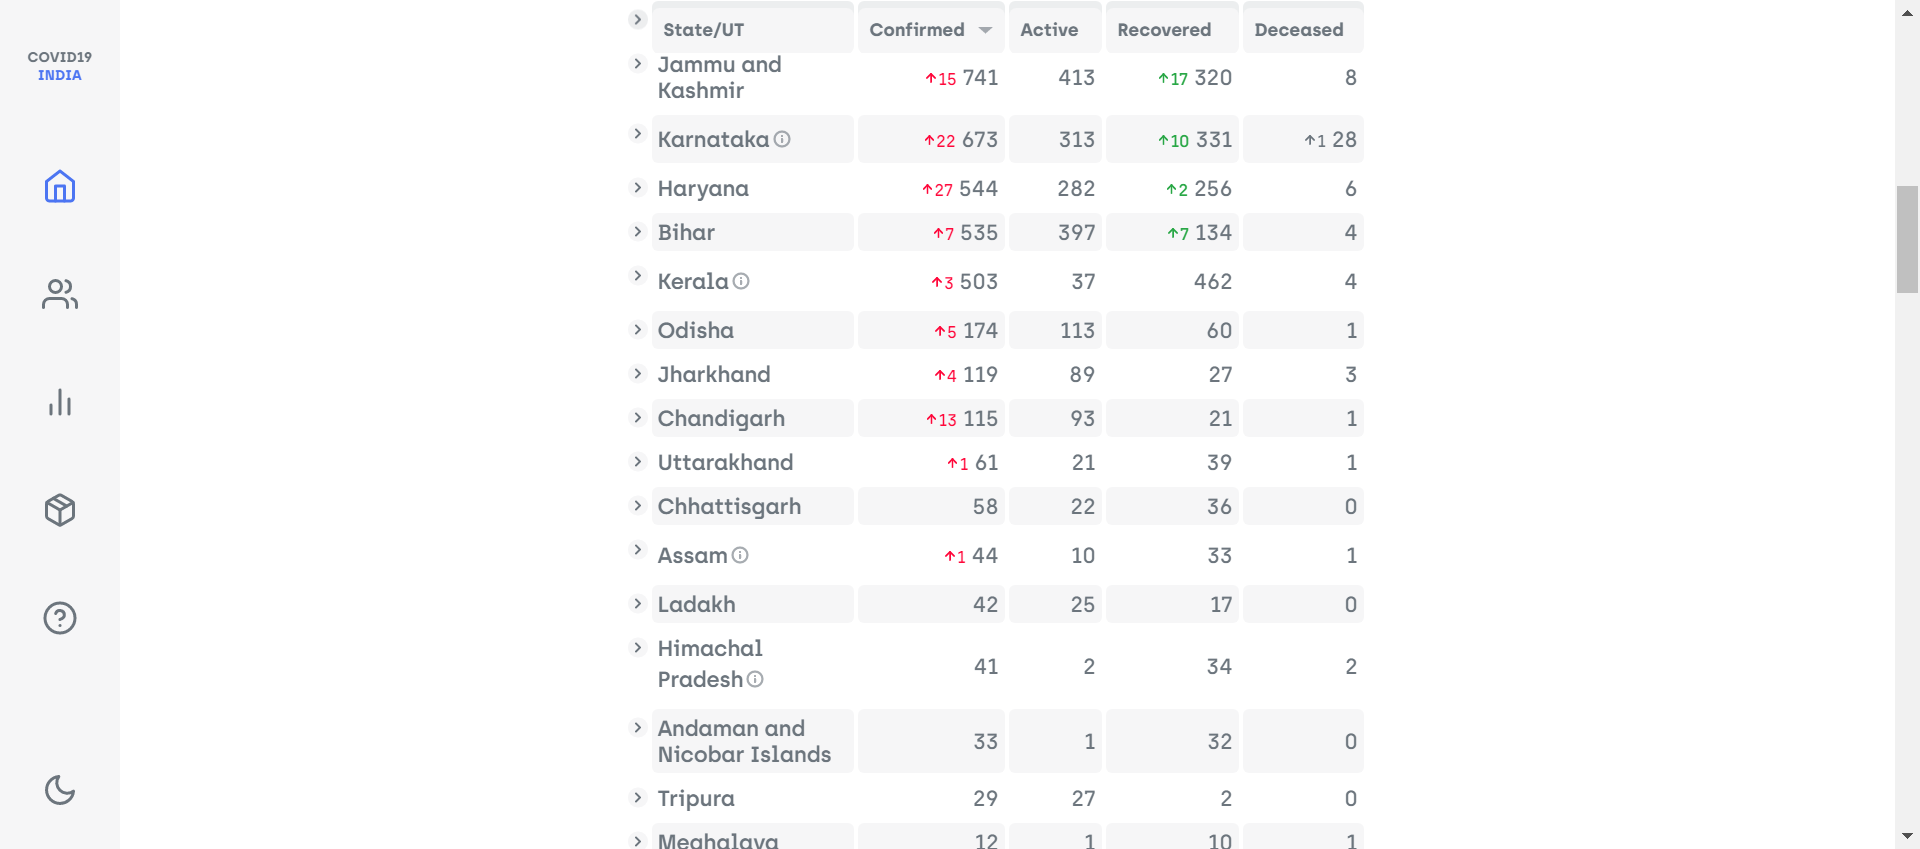 COVID19
INDIA
State/UT Confirmed Active Recovered Deceased
Jammu and
Kashmir ↑15 741 413 ↑17 320 8
Karnataka ↑22 673 313 ↑10 331 ↑1 28
Haryana ↑27 544 282 ↑2 256 6
Bihar ↑7 535 397 ↑7 134 4
Kerala ↑3 503 37 462 4
Odisha ↑5 174 113 60 1
Jharkhand ↑4 119 89 27 3
Chandigarh ↑13 115 93 21 1
Uttarakhand ↑1 61 21 39 1
Chhattisgarh 58 22 36 0
Assam ↑1 44 10 33 1
Ladakh 42 25 17 0
Himachal
Pradesh 41 2 34 2
Andaman and
Nicobar Islands 33 1 32 0
Tripura 29 27 2 0
Meghalaya 12 1 10 1